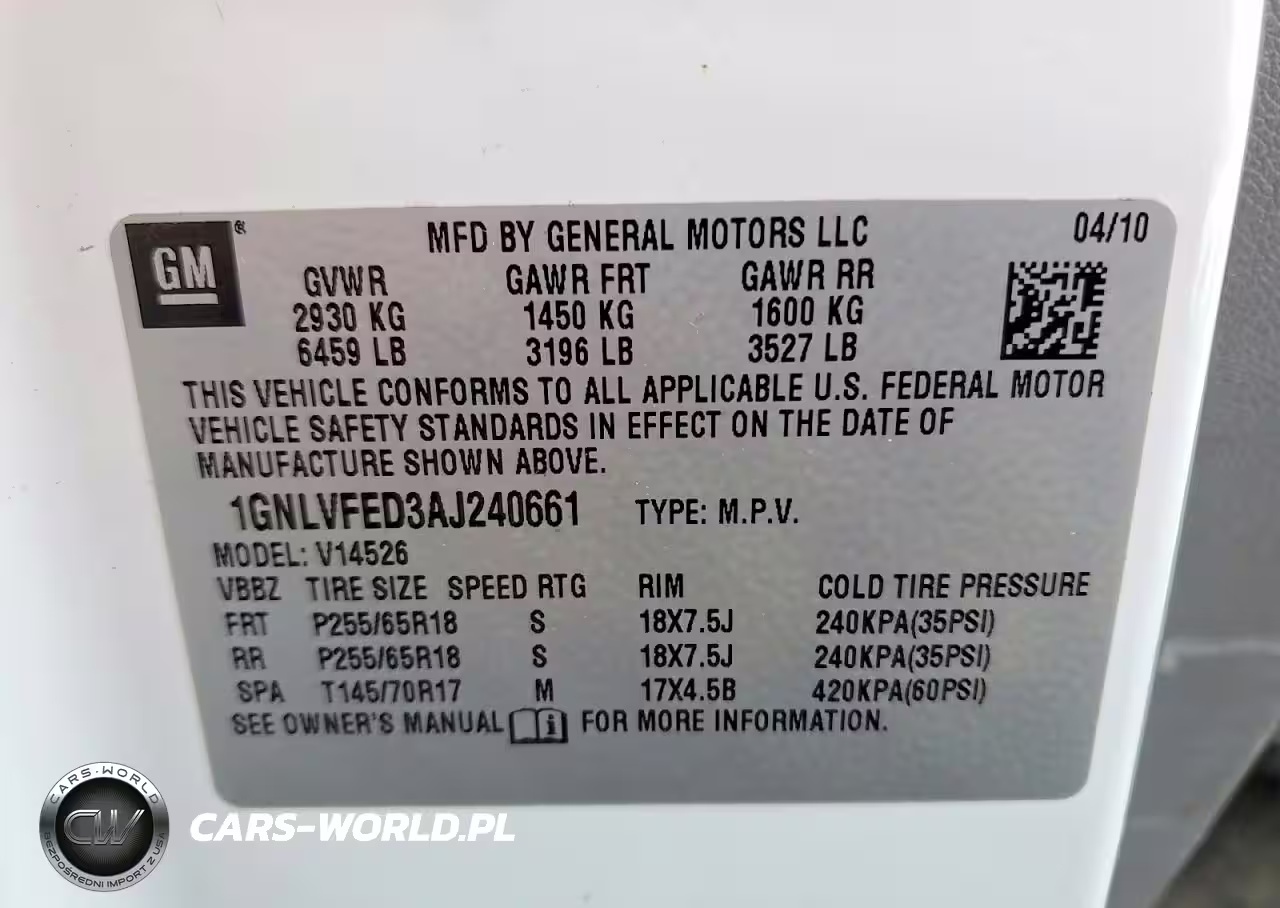 GM ®
MFD BY GENERAL MOTORS LLC 04/10
GVWR GAWR FRT GAWR RR
2930 KG 1450 KG 1600 KG
6459 LB 3196 LB 3527 LB
THIS VEHICLE CONFORMS TO ALL APPLICABLE U.S. FEDERAL MOTOR
VEHICLE SAFETY STANDARDS IN EFFECT ON THE DATE OF
MANUFACTURE SHOWN ABOVE.
1GNLVFED3AJ240661 TYPE: M.P.V.
MODEL: V14526
VBBZ TIRE SIZE SPEED RTG RIM COLD TIRE PRESSURE
FRT P255/65R18 S 18X7.5J 240KPA(35PSI)
RR P255/65R18 S 18X7.5J 240KPA(35PSI)
SPA T145/70R17 M 17X4.5B 420KPA(60PSI)
SEE OWNER'S MANUAL i FOR MORE INFORMATION.
CARS-WORLD
CW
BEZPOŚREDNI IMPORT Z USA
CARS-WORLD.PL